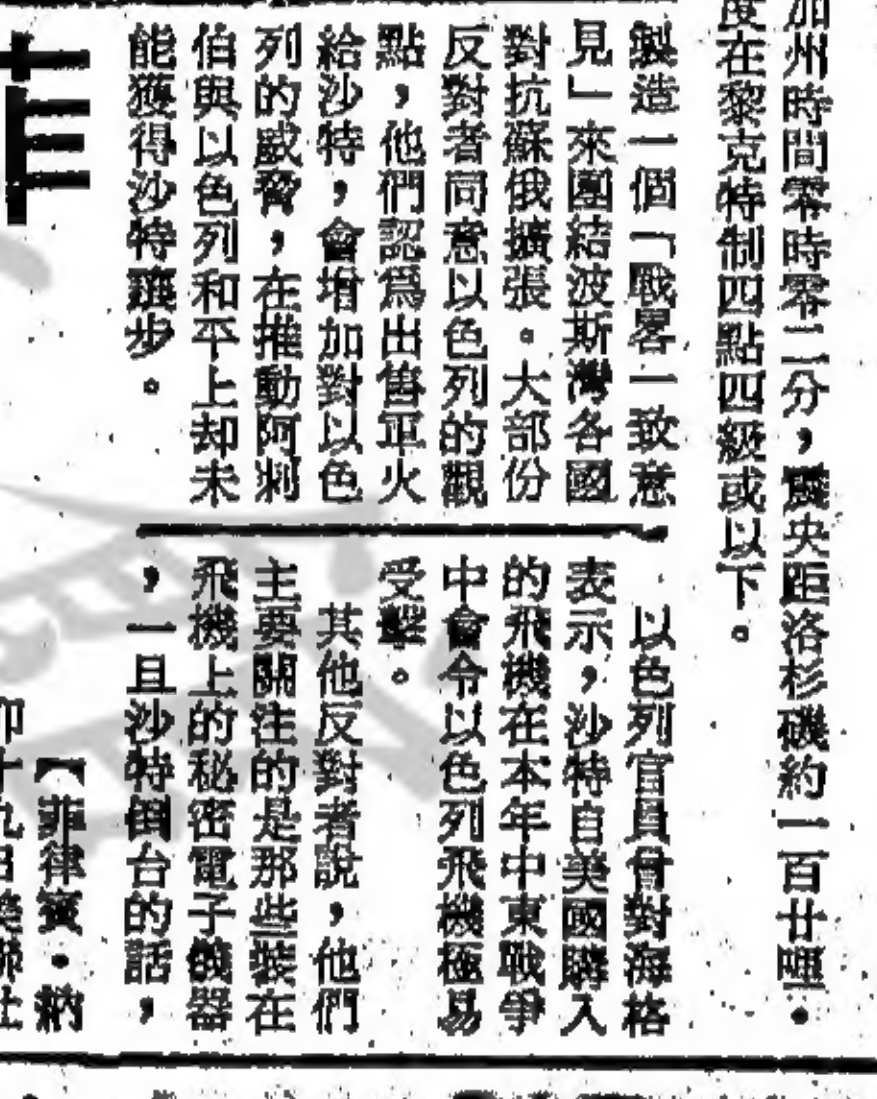 加州時間零時零二分，震央距洛杉磯約一百廿哩．
度在黎克特制四點四級或以下。
製造一個「戰畧一致意
見」來團結波斯灣各國
對抗蘇俄擴張。大部份
反對者同意以色列的觀
點，他們認爲出售軍火
給沙特，會增加對以色
列的威脅，在推動阿剌
伯與以色列和平上却未
能獲得沙特讓步。
以色列官員曾對海格
表示，沙特自美國購入
的飛機在本年中東戰爭
中會令以色列飛機極易
受擊。
其他反對者說，他們
主要關注的是那些裝在
飛機上的秘密電子儀器
，一旦沙特倒台的話，
【菲律賓．納
卯十九日美聯社